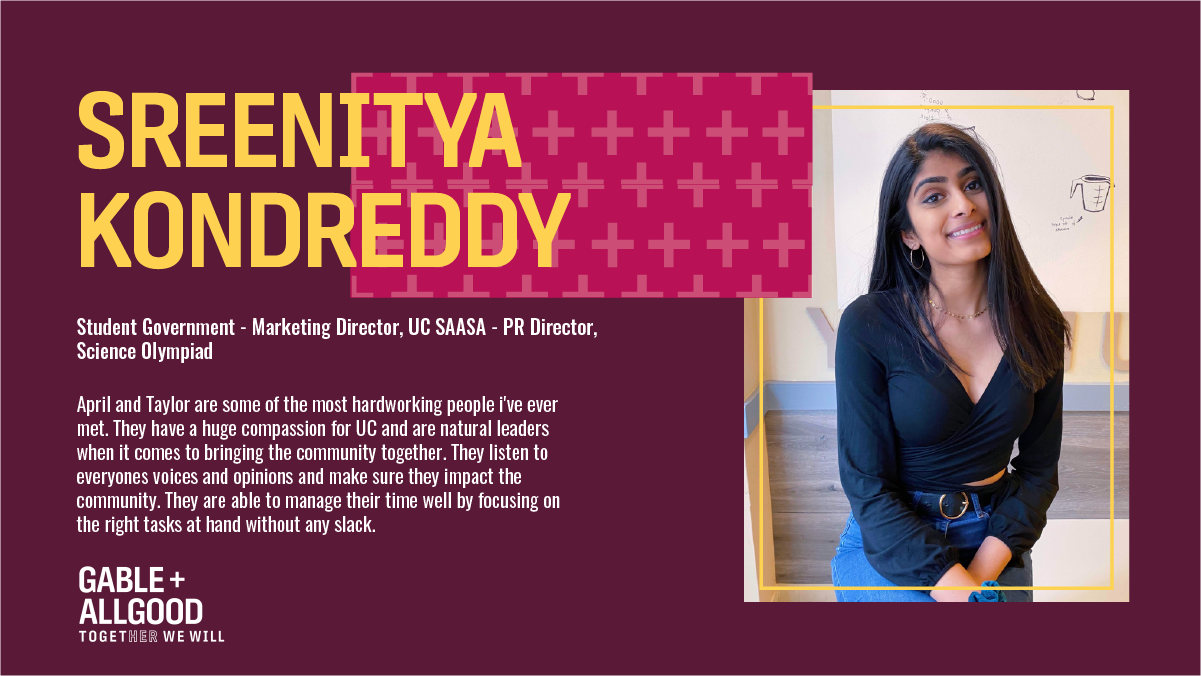 SREENITYA
KONDREDDY
Student Government - Marketing Director, UC SAASA - PR Director,
Science Olympiad
April and Taylor are some of the most hardworking people i've ever
met. They have a huge compassion for UC and are natural leaders
when it comes to bringing the community together. They listen to
everyones voices and opinions and make sure they impact the
community. They are able to manage their time well by focusing on
the right tasks at hand without any slack.
GABLE +
ALLGOOD
TOGETHER WE WILL